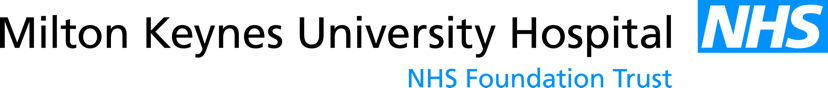 Milton Keynes University Hospital NHS
NHS Foundation Trust